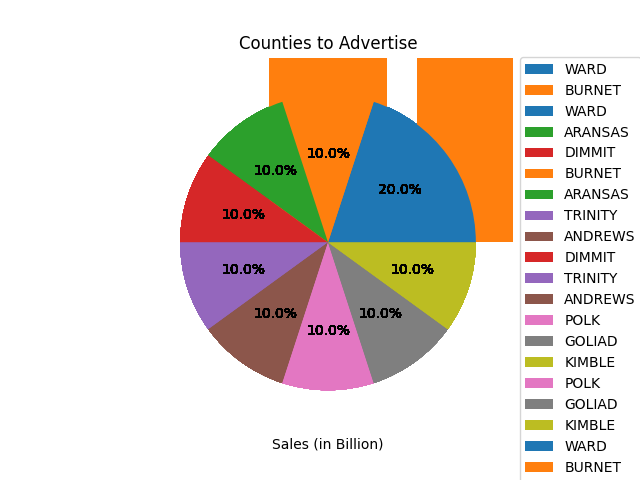 Counties to Advertise
10.0%
20.0%
10.0%
10.0%
10.0%
10.0%
10.0%
10.0%
10.0%
Sales (in Billion)
WARD
BURNET
WARD
ARANSAS
DIMMIT
BURNET
ARANSAS
TRINITY
ANDREWS
DIMMIT
TRINITY
ANDREWS
POLK
GOLIAD
KIMBLE
POLK
GOLIAD
KIMBLE
WARD
BURNET